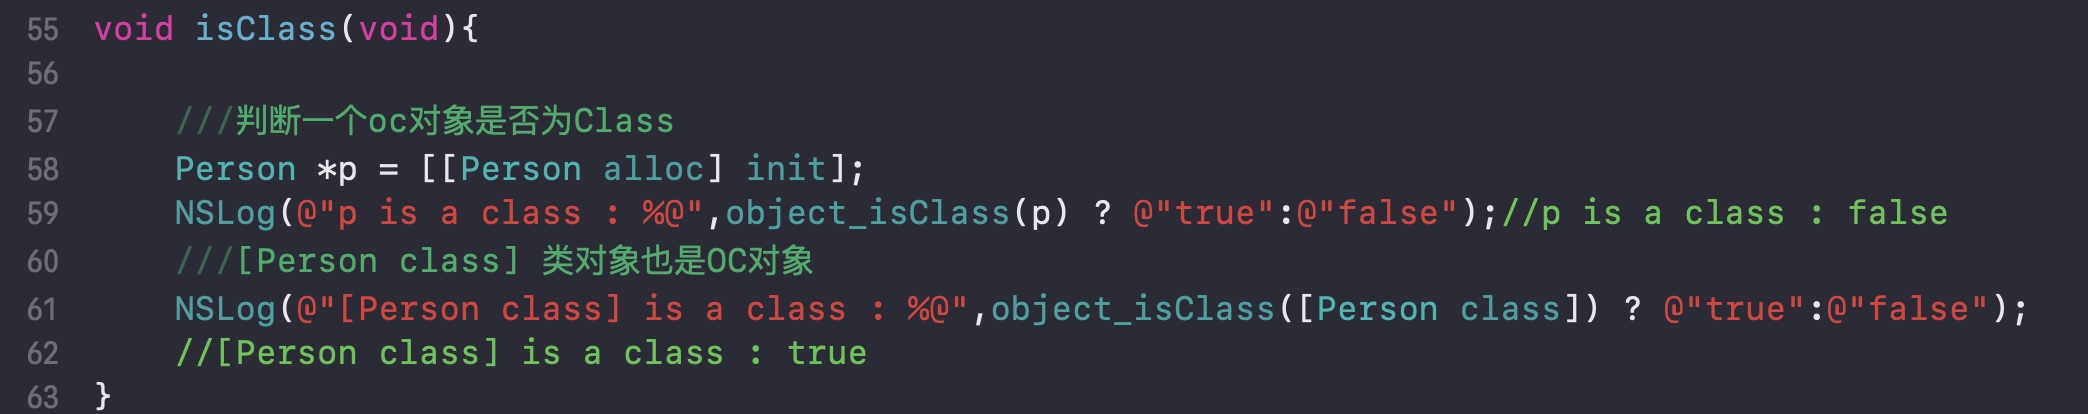 55 void isClass(void){
56
57 ///判断一个oc对象是否为Class
58 Person *p = [[Person alloc] init];
59 NSLog(@"p is a class : %@",object_isClass(p) ? @"true":@"false");//p is a class : false
60 ///[Person class] 类对象也是OC对象
61 NSLog(@"[Person class] is a class : %@",object_isClass([Person class]) ? @"true":@"false");
62 //[Person class] is a class : true
63 }